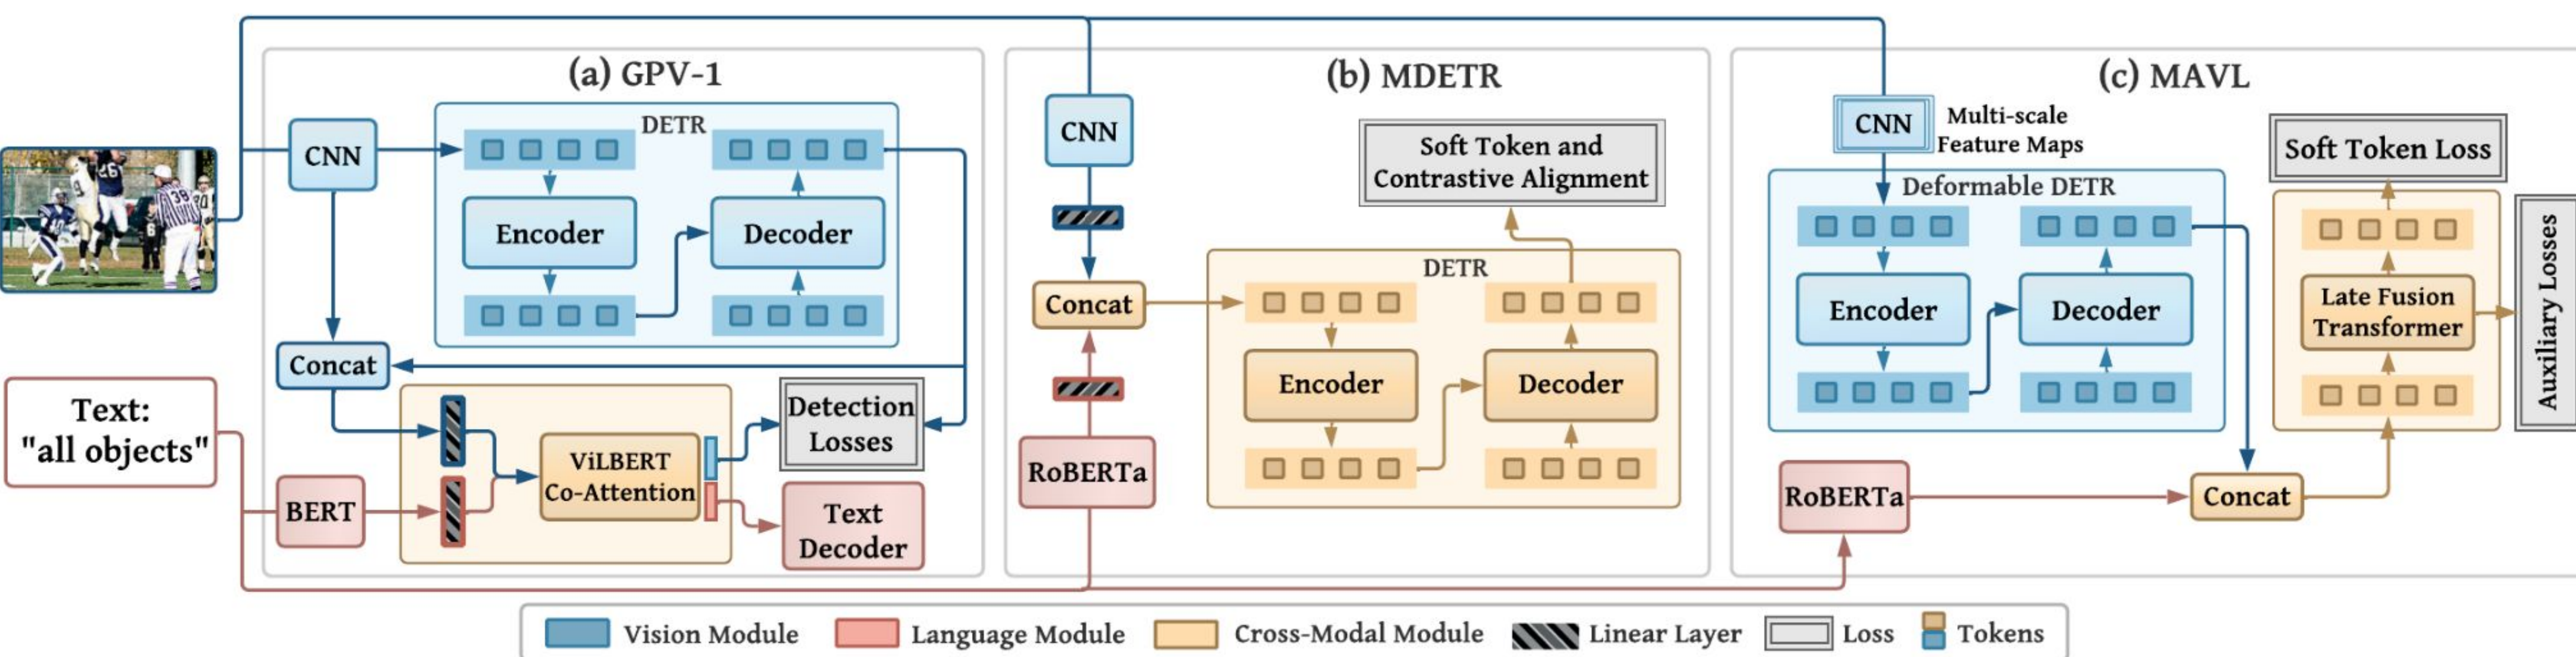 (a) GPV-1
CNN
DETR
Encoder
Decoder
Concat
Text:
"all objects"
BERT
ViLBERT
Co-Attention
Detection
Losses
Text
Decoder
(b) MDETR
CNN
Concat
RoBERTa
Soft Token and
Contrastive Alignment
DETR
Encoder
Decoder
(c) MAVL
CNN
Multi-scale
Feature Maps
Deformable DETR
Encoder
Decoder
RoBERTa
Concat
Soft Token Loss
Late Fusion
Transformer
Auxiliary Losses
Vision Module
Language Module
Cross-Modal Module
Linear Layer
Loss
Tokens
38